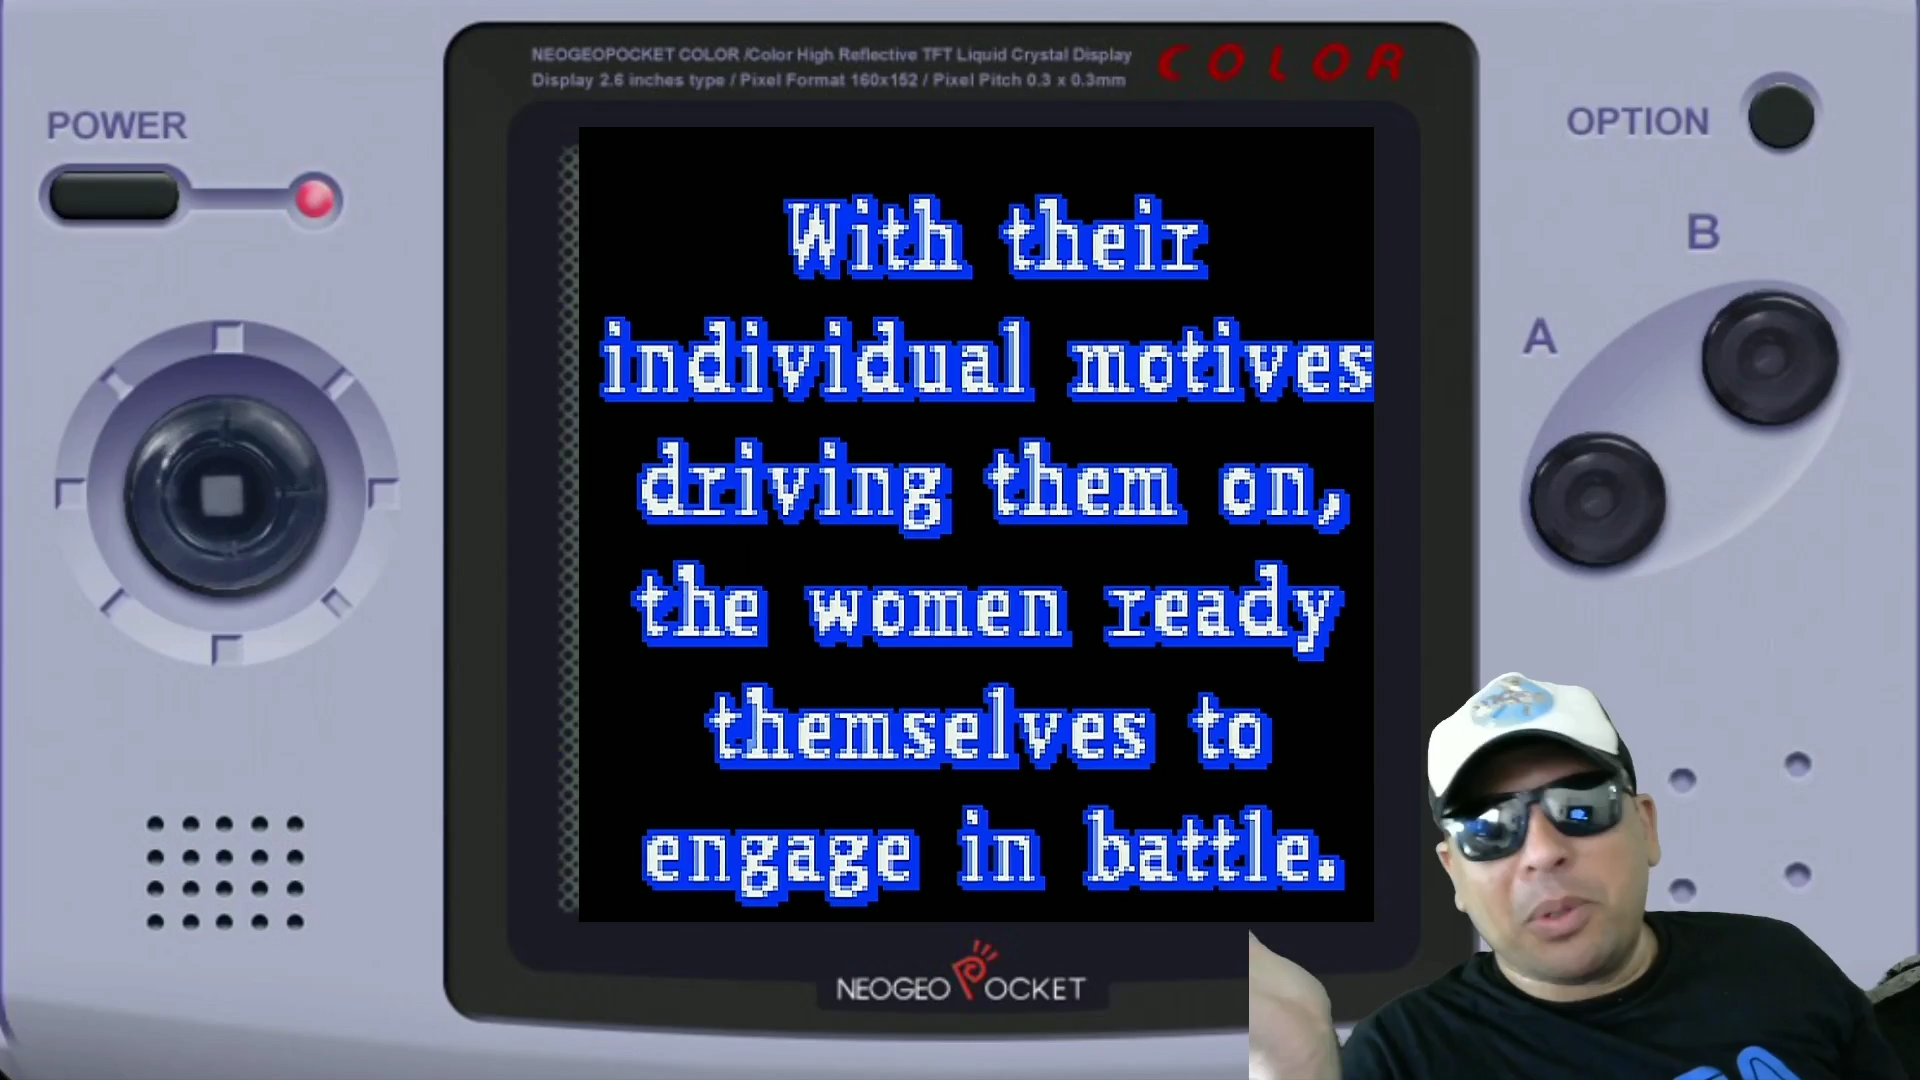 NEOGEOPOCKET COLOR /Color High Reflective TFT Liquid Crystal Display
Display 2.6 inches type / Pixel Format 160x152 / Pixel Pitch 0.3 x 0.3mm
COLOR
POWER
OPTION
B
A
With their
individual motives
driving them on,
the women ready
themselves to
engage in battle.
NEOGEO POCKET